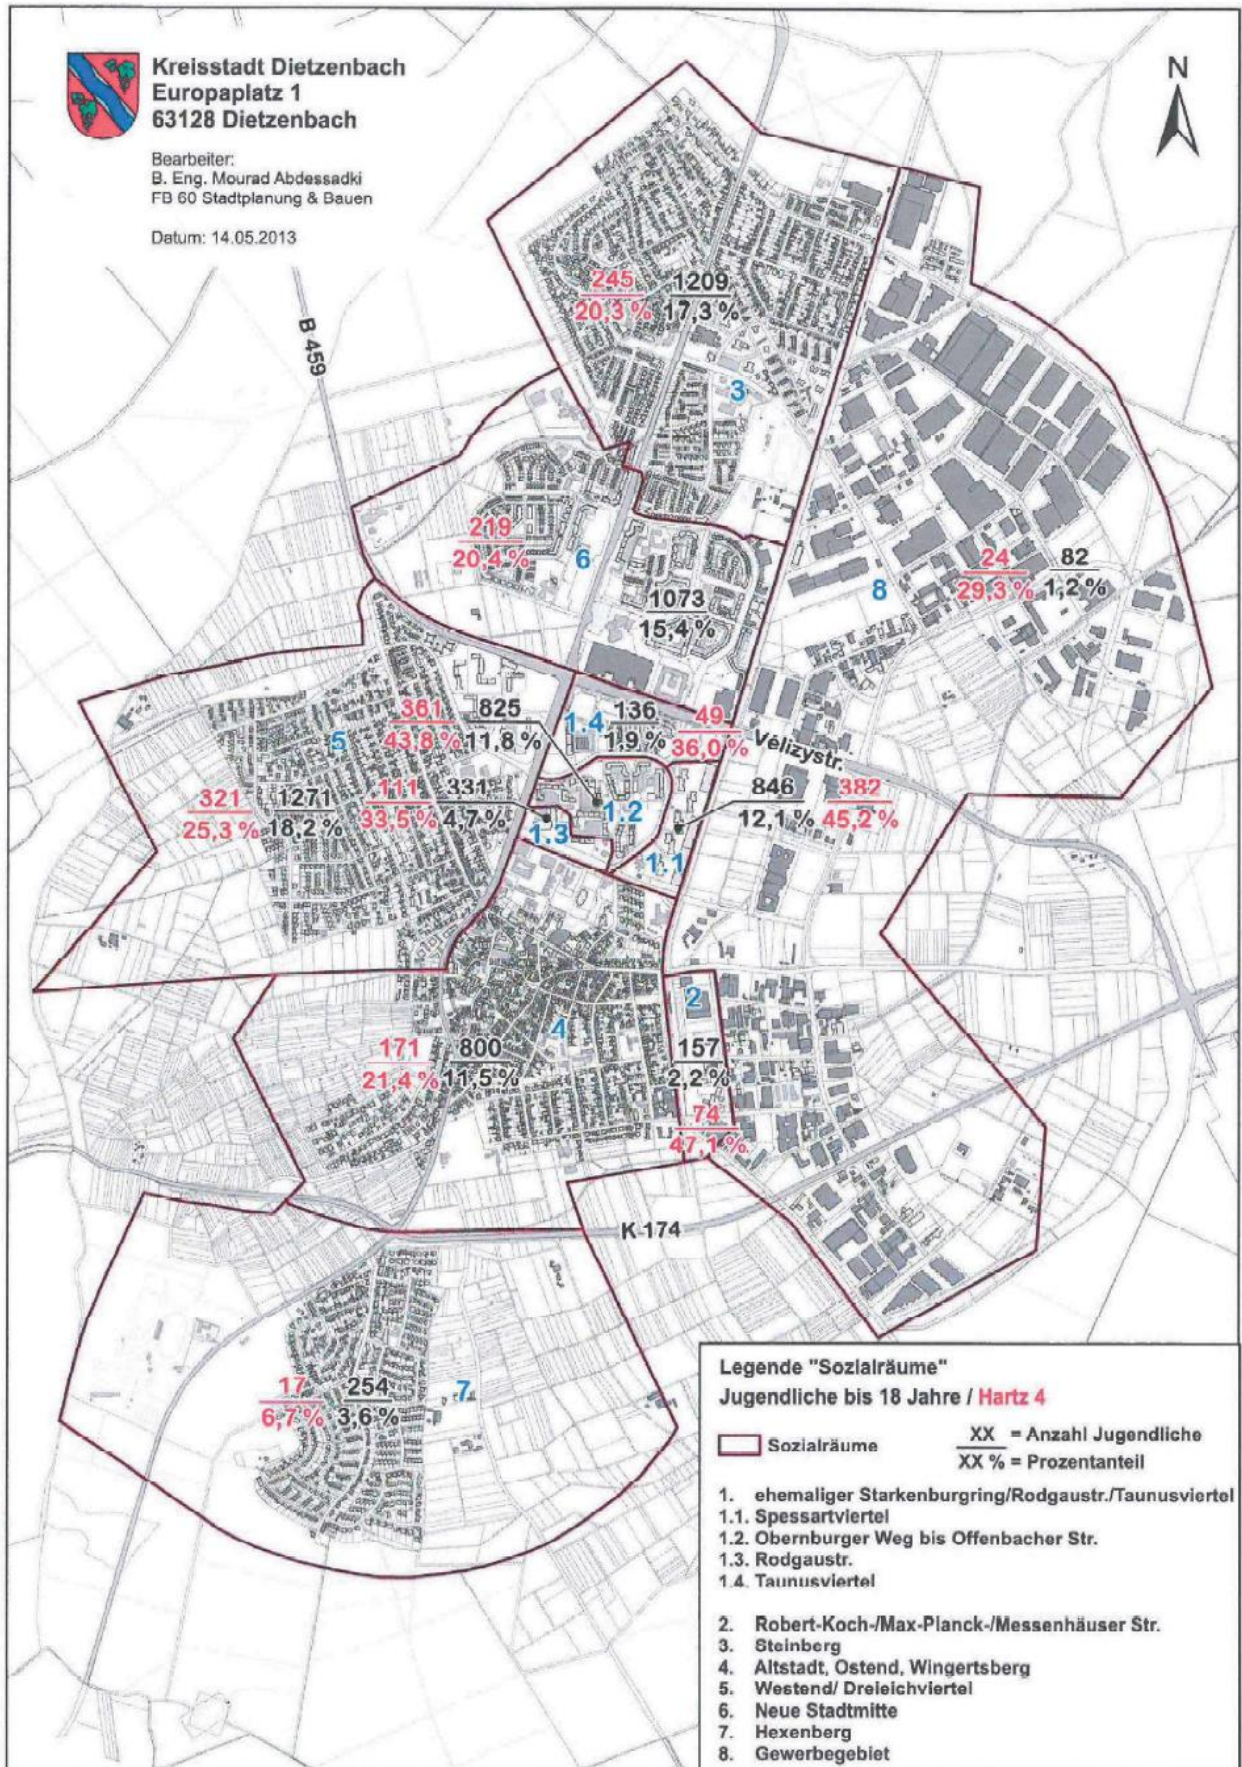 Kreisstadt Dietzenbach
Europaplatz 1
63128 Dietzenbach
Bearbeiter:
B. Eng. Mourad Abdessadki
FB 60 Stadtplanung & Bauen
Datum: 14.05.2013
N
B 459
245 1209
20,3 % 17,3 %
3
219
20,4 %
6
1073
15,4 %
8
24 82
29,3 % 1,2 %
361 825
43,8 % 11,8 %
1.4
136 49
1,9 % 36,0 %
Vélizystr.
5
321 1271
25,3 % 18,2 %
111 331
33,5 % 4,7 %
1.2
1.3
1.1
846 382
12,1 % 45,2 %
2
4
171 800
21,4 % 11,5 %
157
2,2 %
74
47,1 %
K 174
17 254
6,7 % 3,6 %
7
Legende "Sozialräume"
Jugendliche bis 18 Jahre / Hartz 4
Sozialräume
XX = Anzahl Jugendliche
XX % = Prozentanteil
1. ehemaliger Starkenburgring/Rodgaustr./Taunusviertel
1.1. Spessartviertel
1.2. Obernburger Weg bis Offenbacher Str.
1.3. Rodgaustr.
1.4. Taunusviertel
2. Robert-Koch-/Max-Planck-/Messenhäuser Str.
3. Steinberg
4. Altstadt, Ostend, Wingertsberg
5. Westend/ Dreieichviertel
6. Neue Stadtmitte
7. Hexenberg
8. Gewerbegebiet